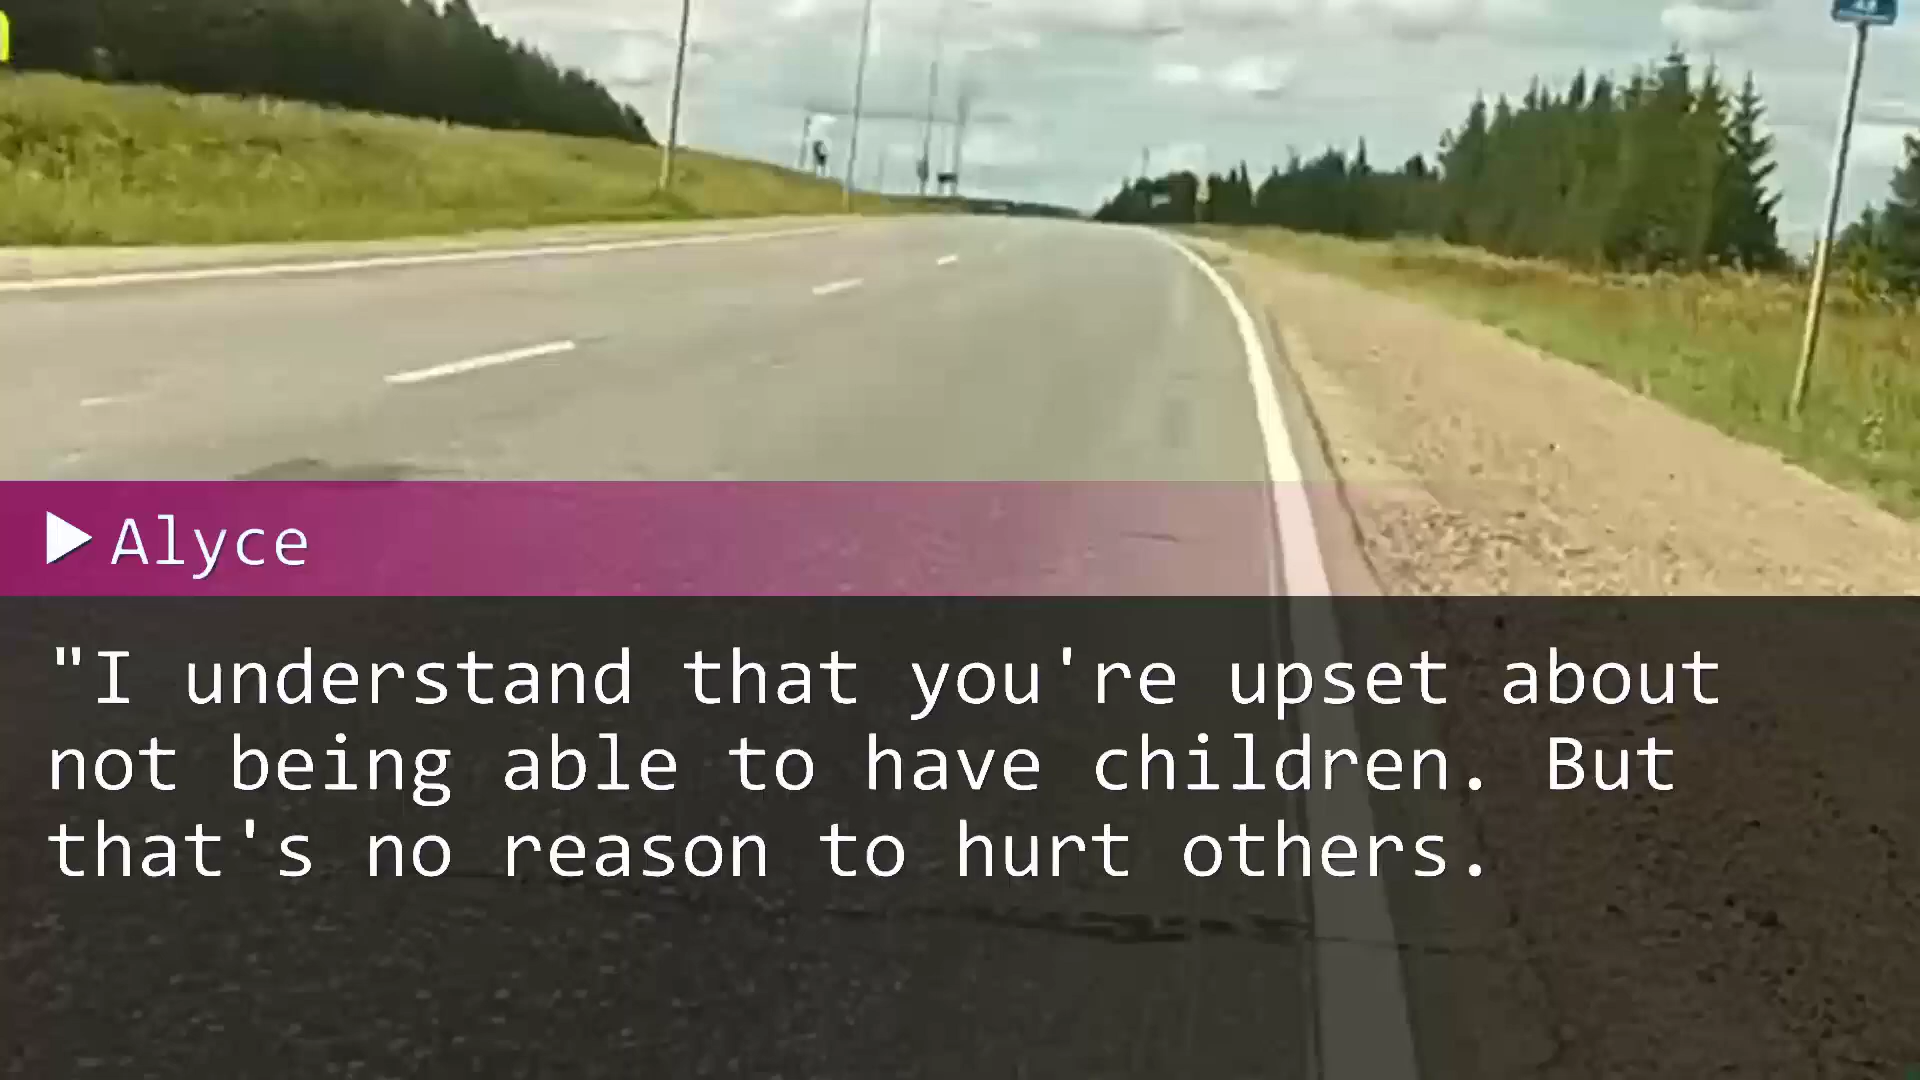 Alyce
"I understand that you're upset about
not being able to have children. But
that's no reason to hurt others.